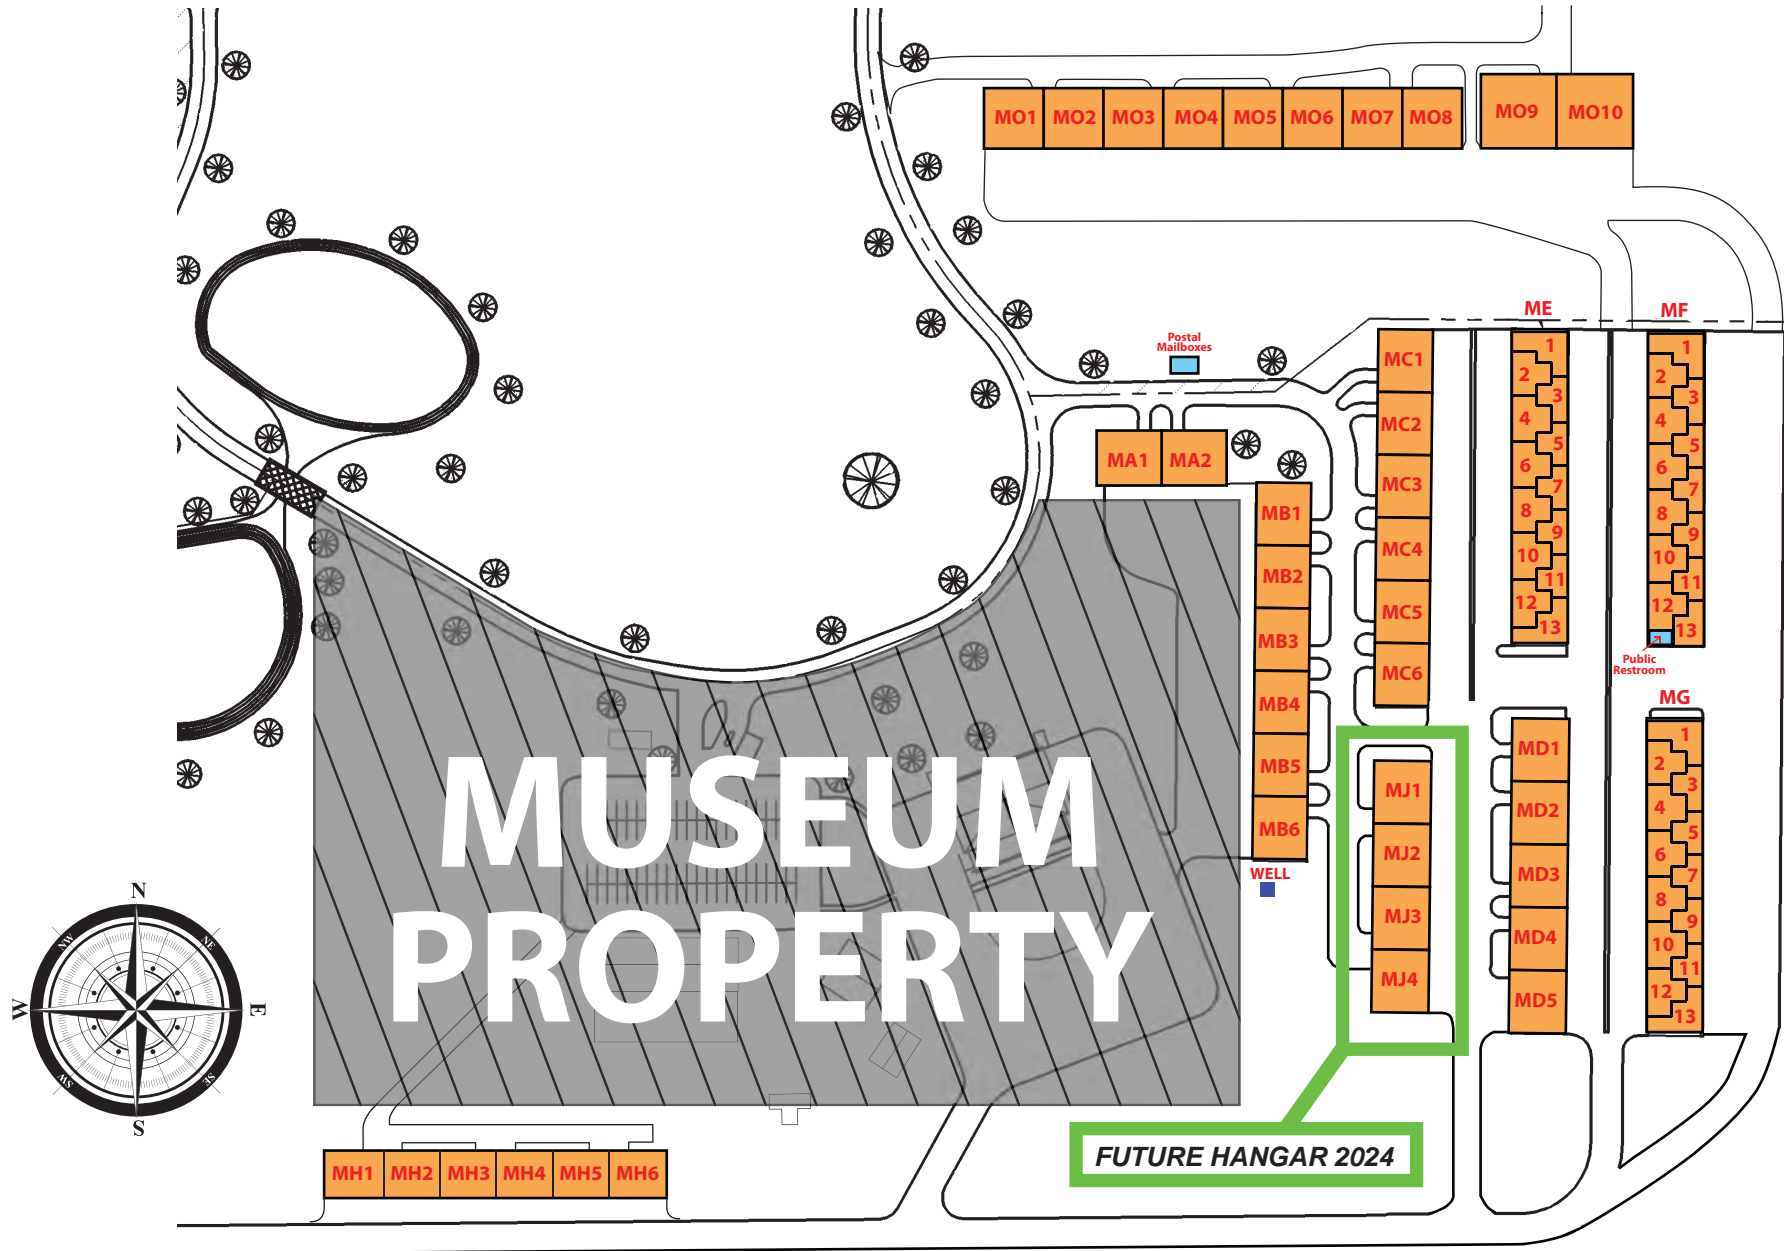 MO1 MO2 MO3 MO4 MO5 MO6 MO7 MO8 MO9 MO10
ME
MF
Postal
Mailboxes
MC1
MC2
MC3
MC4
MC5
MC6
1
2
3
4
5
6
7
8
9
10
11
12
13
1
2
3
4
5
6
7
8
9
10
11
12
13
Public
Restroom
MA1 MA2
MB1
MB2
MB3
MB4
MB5
MB6
WELL
MG
1
2
3
4
5
6
7
8
9
10
11
12
13
MD1
MD2
MD3
MD4
MD5
MJ1
MJ2
MJ3
MJ4
MUSEUM
PROPERTY
N
NE
E
SE
S
SW
W
NW
FUTURE HANGAR 2024
MH1 MH2 MH3 MH4 MH5 MH6